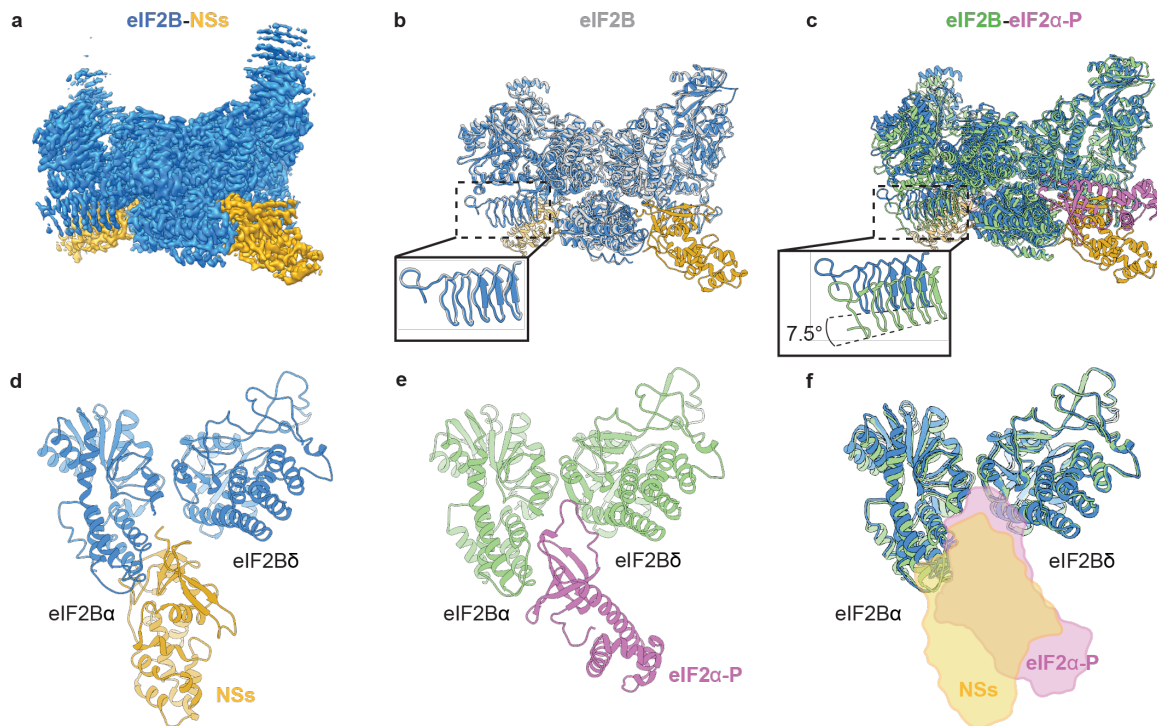 a
eIF2B-NSs
b
eIF2B
c
eIF2B-eIF2α-P
7.5°
d
eIF2Bδ
eIF2Bα
NSs
e
eIF2Bδ
eIF2Bα
eIF2α-P
f
eIF2Bδ
eIF2Bα
eIF2α-P
NSs